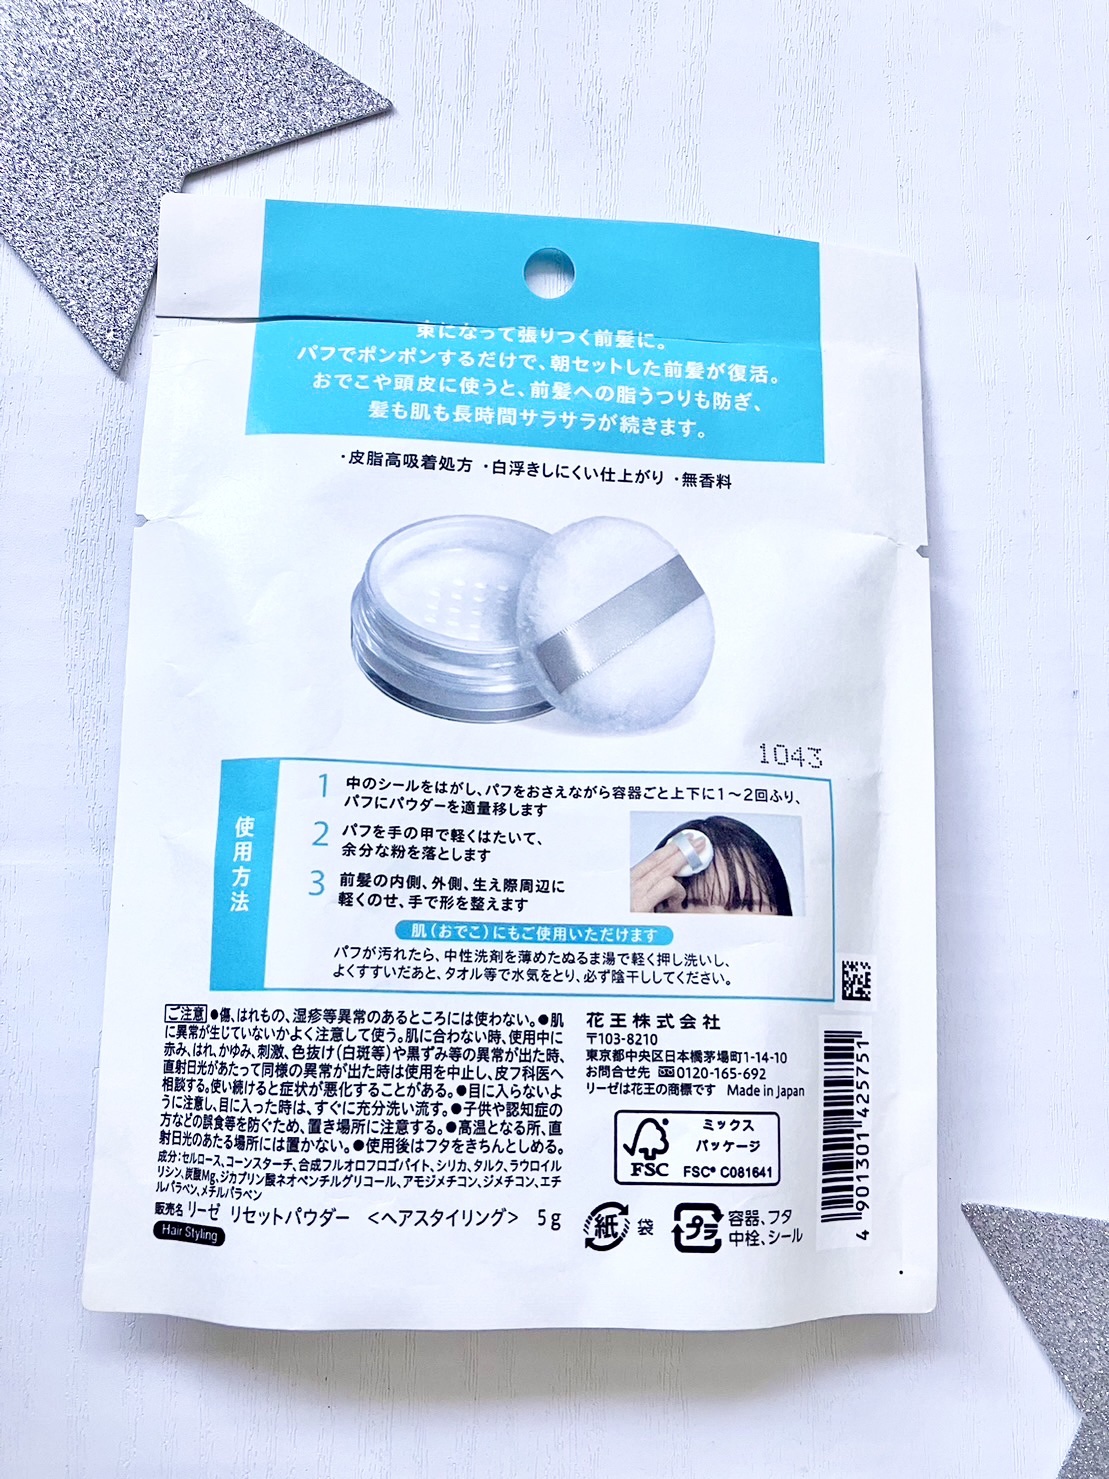 束になって張りつく前髪に。
パフでポンポンするだけで、朝セットした前髪が復活。
おでこや頭皮に使うと、前髪への脂うつりも防ぎ、
髪も肌も長時間サラサラが続きます。
・皮脂高吸着処方 ・白浮きしにくい仕上がり ・無香料
1043
使用方法
1 中のシールをはがし、パフをおさえながら容器ごと上下に1～2回ふり、
パフにパウダーを適量移します
2 パフを手の甲で軽くはたいて、
余分な粉を落とします
3 前髪の内側、外側、生え際周辺に
軽くのせ、手で形を整えます
肌（おでこ）にもご使用いただけます
パフが汚れたら、中性洗剤を薄めたぬるま湯で軽く押し洗いし、
よくすすいだあと、タオル等で水気をとり、必ず陰干ししてください。
ご注意 ●傷、はれもの、湿疹等異常のあるところには使わない。●肌
に異常が生じていないかよく注意して使う。肌に合わない時、使用中に
赤み、はれ、かゆみ、刺激、色抜け（白斑等）や黒ずみ等の異常が出た時、
直射日光があたって同様の異常が出た時は使用を中止し、皮フ科医へ
相談する。使い続けると症状が悪化することがある。●目に入らないよ
うに注意し、目に入った時は、すぐに充分洗い流す。●子供や認知症の
方などの誤食等を防ぐため、置き場所に注意する。●高温となる所、直
射日光のあたる場所には置かない。●使用後はフタをきちんとしめる。
成分：セルロース、コーンスターチ、合成フルオロフロゴパイト、シリカ、タルク、ラウロイル
リシン、炭酸Mg、ジカプリン酸ネオペンチルグリコール、アモジメチコン、ジメチコン、エチ
ルパラベン、メチルパラベン
販売名 リーゼ リセットパウダー ＜ヘアスタイリング＞ 5g
Hair Styling
花王株式会社
〒103-8210
東京都中央区日本橋茅場町1-14-10
お問合せ先 0120-165-692
リーゼは花王の商標です Made in Japan
FSC
ミックス
パッケージ
FSC® C081641
紙 袋
プラ 容器、フタ
中栓、シール
4 901301 425751